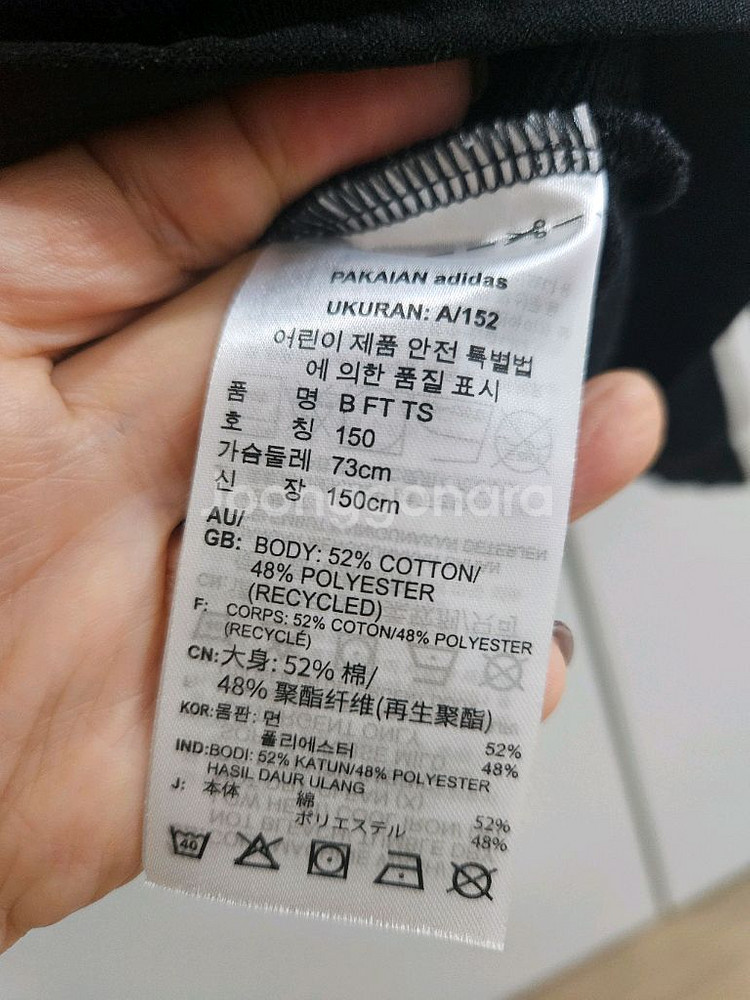 PAKAIAN adidas
UKURAN: A/152
어린이 제품 안전 특별법
에 의한 품질 표시
품 명 B FT TS
호 칭 150
가슴둘레 73cm
신 장 150cm
Joonggonara
AU/
GB: BODY: 52% COTTON/
48% POLYESTER
(RECYCLED)
F: CORPS: 52% COTON/48% POLYESTER
(RECYCLÉ)
CN:大身: 52% 棉/
48% 聚酯纤维(再生聚酯)
KOR:몸판: 면 52%
폴리에스터 48%
IND:BODI: 52% KATUN/48% POLYESTER
HASIL DAUR ULANG
J: 本体 綿 52%
ポリエステル 48%
40